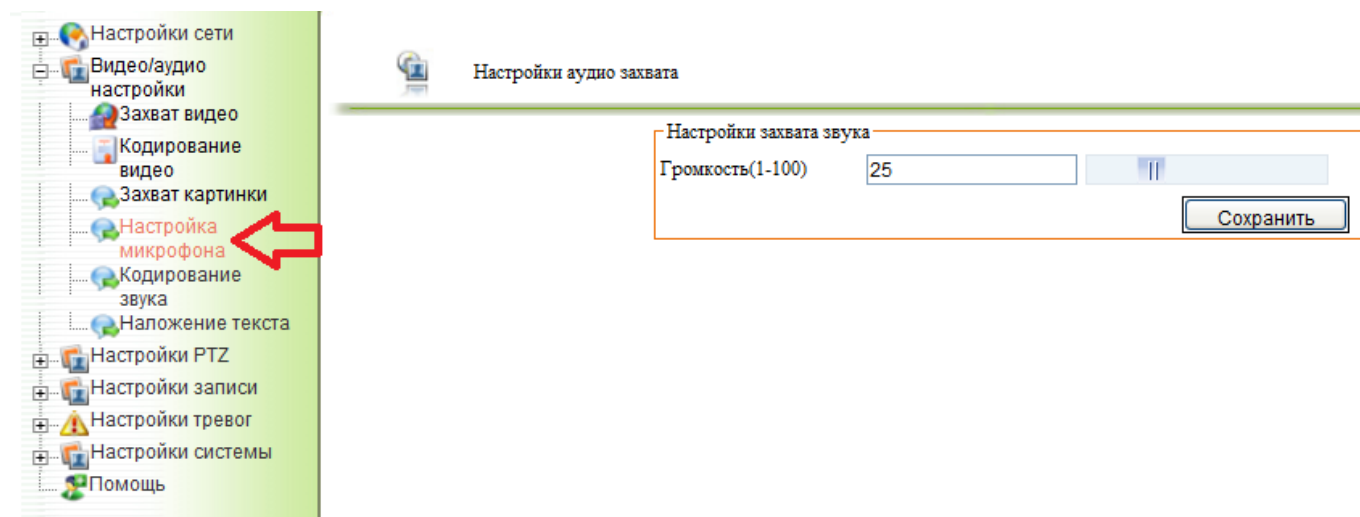 Настройки сети
Видео/аудио
настройки
Захват видео
Кодирование
видео
Захват картинки
Настройка
микрофона
Кодирование
звука
Наложение текста
Настройки PTZ
Настройки записи
Настройки тревог
Настройки системы
Помощь
Настройки аудио захвата
Настройки захвата звука
Громкость(1-100) 25
Сохранить